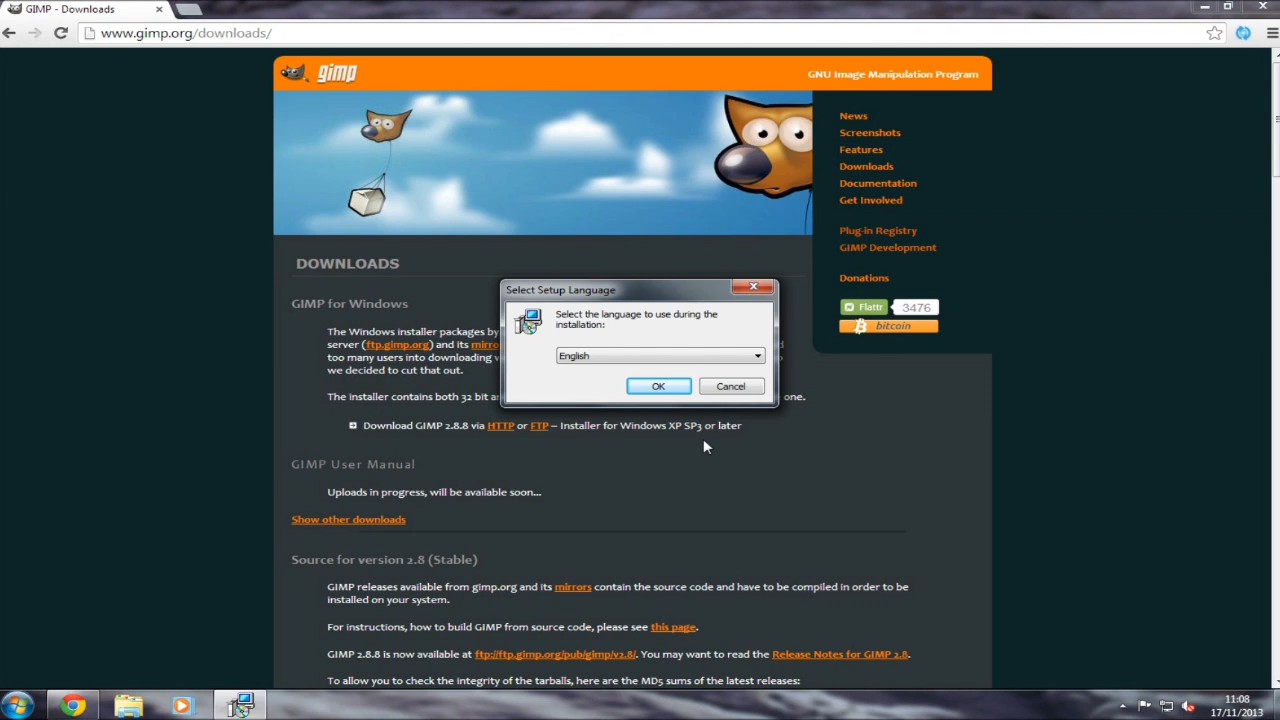 GIMP - Downloads
www.gimp.org/downloads/
gimp
GNU Image Manipulation Program
News
Screenshots
Features
Downloads
Documentation
Get Involved
Plug-in Registry
GIMP Development
Donations
Flattr 3476
bitcoin
DOWNLOADS
GIMP for Windows
The Windows installer packages by
server (ftp.gimp.org) and its
too many users into downloading
we decided to cut that out.
The installer contains both 32 bit
one.
Select Setup Language
Select the language to use during the
installation:
English
OK
Cancel
Download GIMP 2.8.8 via HTTP or FTP – Installer for Windows XP SP3 or later
GIMP User Manual
Uploads in progress, will be available soon...
Show other downloads
Source for version 2.8 (Stable)
GIMP releases available from gimp.org and its mirrors contain the source code and have to be compiled in order to be
installed on your system.
For instructions, how to build GIMP from source code, please see this page.
GIMP 2.8.8 is now available at ftp://ftp.gimp.org/pub/gimp/v2.8/. You may want to read the Release Notes for GIMP 2.8.
To allow you to check the integrity of the tarballs, here are the MD5 sums of the latest releases:
11:08
17/11/2013